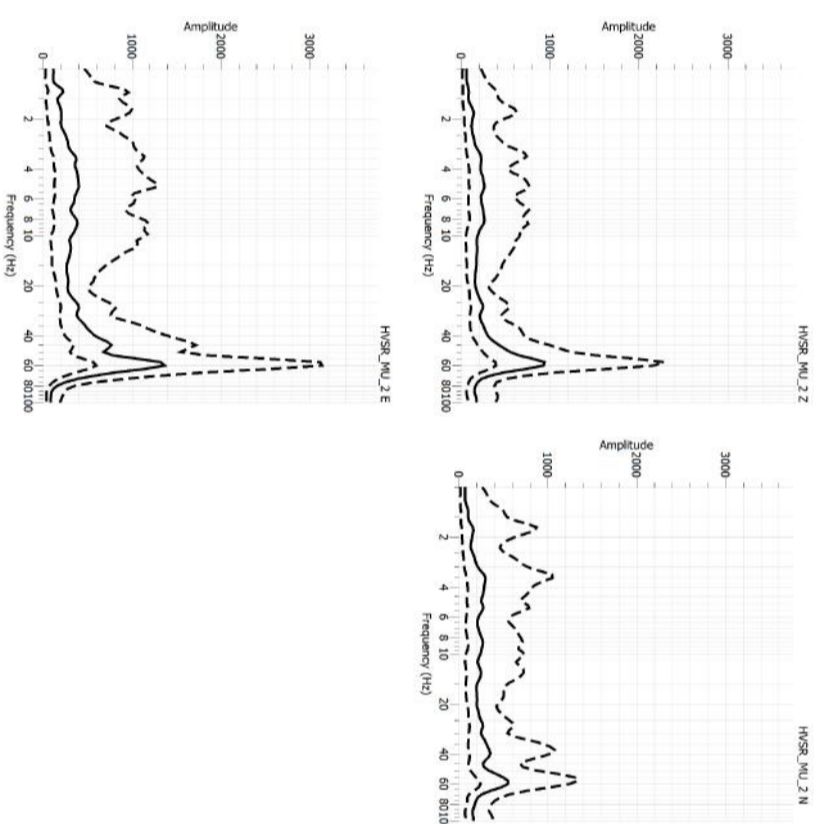 HVSR_MU_2 Z
Amplitude
3000
2000
1000
0
2 4 6 8 10 20 40 60 80100
Frequency (Hz)
HVSR_MU_2 N
Amplitude
3000
2000
1000
0
2 4 6 8 10 20 40 60 8010
Frequency (Hz)
HVSR_MU_2 E
Amplitude
3000
2000
1000
0
2 4 6 8 10 20 40 60 80100
Frequency (Hz)